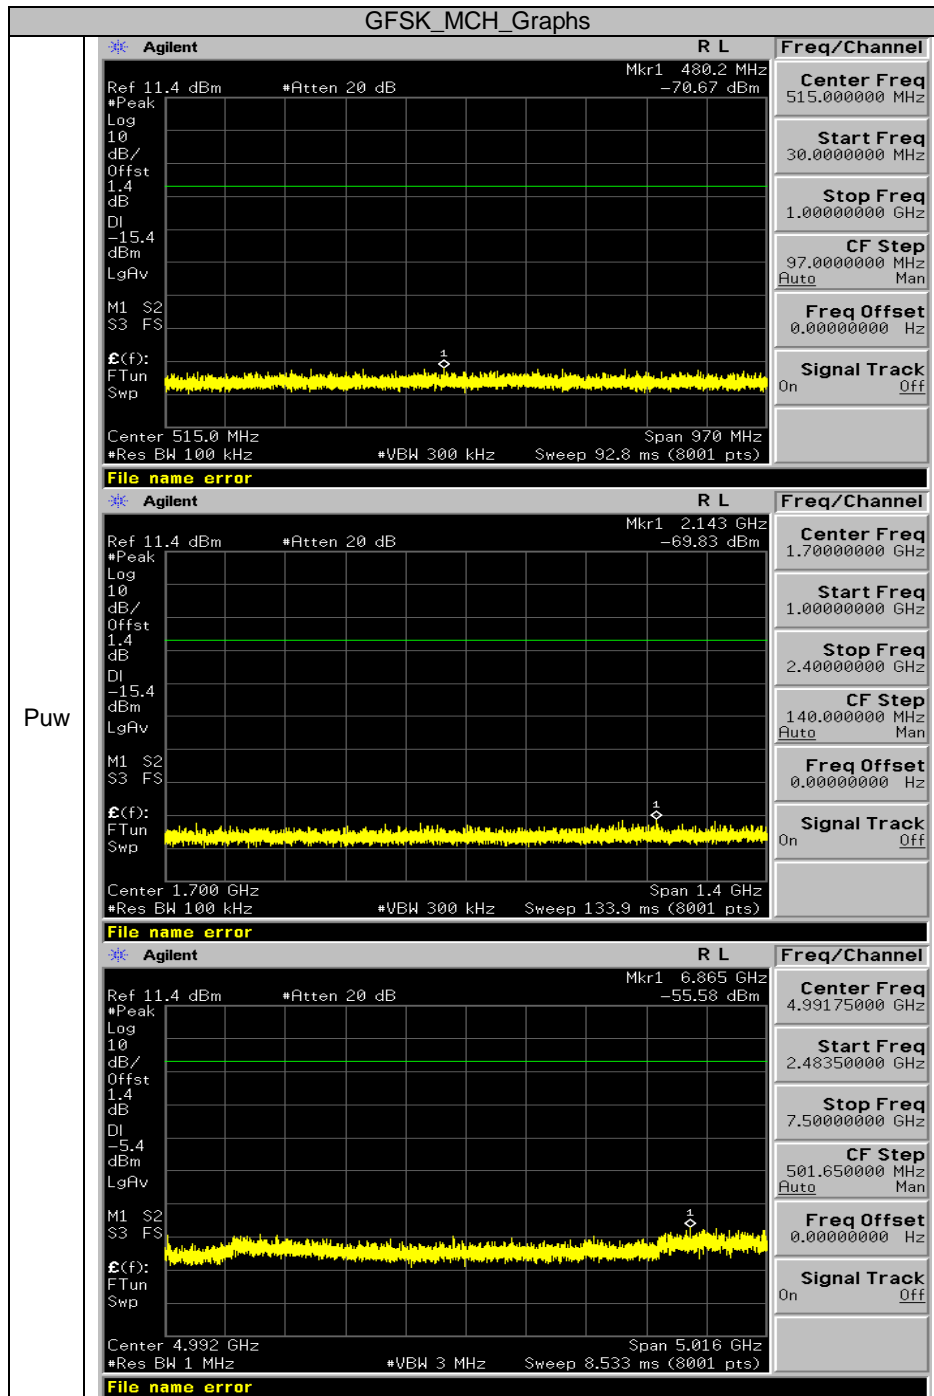 GFSK_MCH_Graphs
Puw
Agilent R L Freq/Channel
Mkr1 480.2 MHz
Ref 11.4 dBm #Atten 20 dB -70.67 dBm
#Peak
Log
10
dB/
Offst
1.4
dB
DI
-15.4
dBm
LgAv
M1 S2
S3 FS
£(f):
FTun
Swp
1
Center 515.0 MHz Span 970 MHz
#Res BW 100 kHz #VBW 300 kHz Sweep 92.8 ms (8001 pts)
File name error
Center Freq
515.000000 MHz
Start Freq
30.0000000 MHz
Stop Freq
1.00000000 GHz
CF Step
97.0000000 MHz
Auto Man
Freq Offset
0.00000000 Hz
Signal Track
On Off
Agilent R L Freq/Channel
Mkr1 2.143 GHz
Ref 11.4 dBm #Atten 20 dB -69.83 dBm
#Peak
Log
10
dB/
Offst
1.4
dB
DI
-15.4
dBm
LgAv
M1 S2
S3 FS
£(f):
FTun
Swp
1
Center 1.700 GHz Span 1.4 GHz
#Res BW 100 kHz #VBW 300 kHz Sweep 133.9 ms (8001 pts)
File name error
Center Freq
1.70000000 GHz
Start Freq
1.00000000 GHz
Stop Freq
2.40000000 GHz
CF Step
140.000000 MHz
Auto Man
Freq Offset
0.00000000 Hz
Signal Track
On Off
Agilent R L Freq/Channel
Mkr1 6.865 GHz
Ref 11.4 dBm #Atten 20 dB -55.58 dBm
#Peak
Log
10
dB/
Offst
1.4
dB
DI
-5.4
dBm
LgAv
M1 S2
S3 FS
£(f):
FTun
Swp
1
Center 4.992 GHz Span 5.016 GHz
#Res BW 1 MHz #VBW 3 MHz Sweep 8.533 ms (8001 pts)
File name error
Center Freq
4.99175000 GHz
Start Freq
2.48350000 GHz
Stop Freq
7.50000000 GHz
CF Step
501.650000 MHz
Auto Man
Freq Offset
0.00000000 Hz
Signal Track
On Off